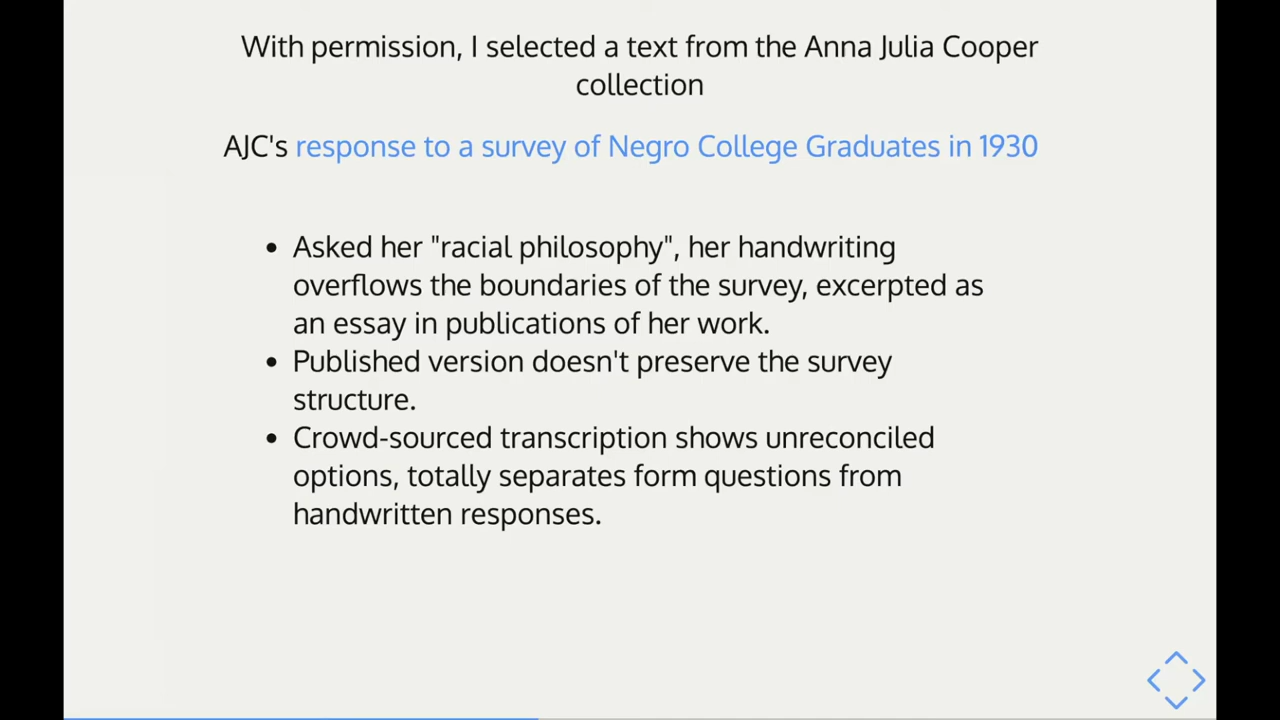 With permission, I selected a text from the Anna Julia Cooper
collection
AJC's response to a survey of Negro College Graduates in 1930
• Asked her "racial philosophy", her handwriting
overflows the boundaries of the survey, excerpted as
an essay in publications of her work.
• Published version doesn't preserve the survey
structure.
• Crowd-sourced transcription shows unreconciled
options, totally separates form questions from
handwritten responses.